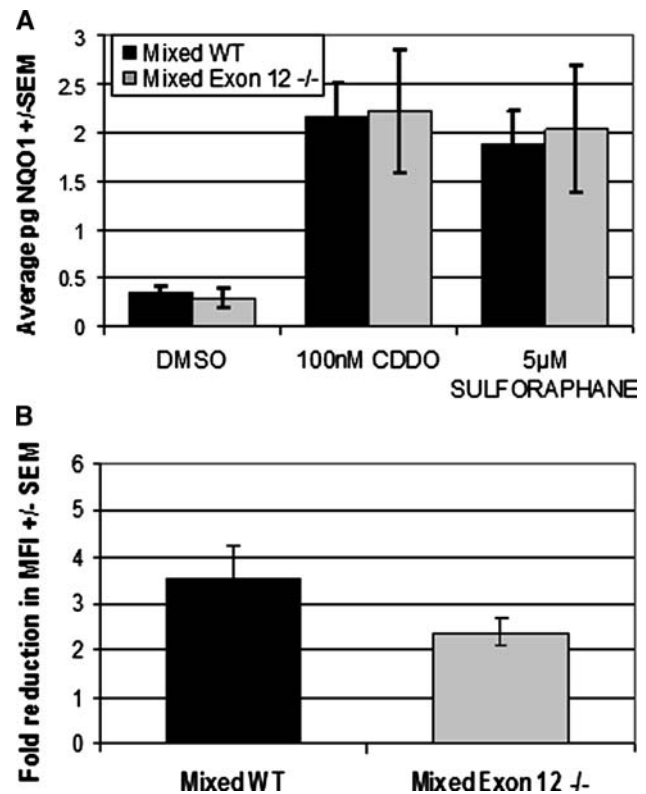 A
Average pg NQO1 +/-SEM
3
2.5
2
1.5
1
0.5
0
Mixed WT
Mixed Exon 12 -/-
DMSO
100nM CDDO
5µM
SULFORAPHANE
B
Fold reduction in MFI +/- SEM
6
5
4
3
2
1
0
Mixed WT
Mixed Exon 12 -/-